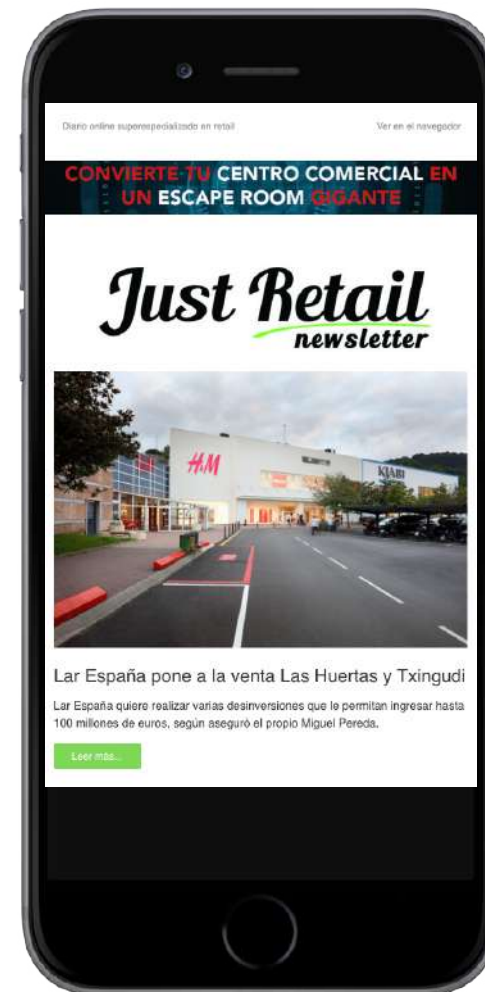 Diario online superespecializado en retail
Ver en el navegador
CONVIERTE TU CENTRO COMERCIAL EN
UN ESCAPE ROOM GIGANTE
Just Retail
newsletter
H&M
KIABI
Lar España pone a la venta Las Huertas y Txingudi
Lar España quiere realizar varias desinversiones que le permitan ingresar hasta
100 millones de euros, según aseguró el propio Miguel Pereda.
Leer más...